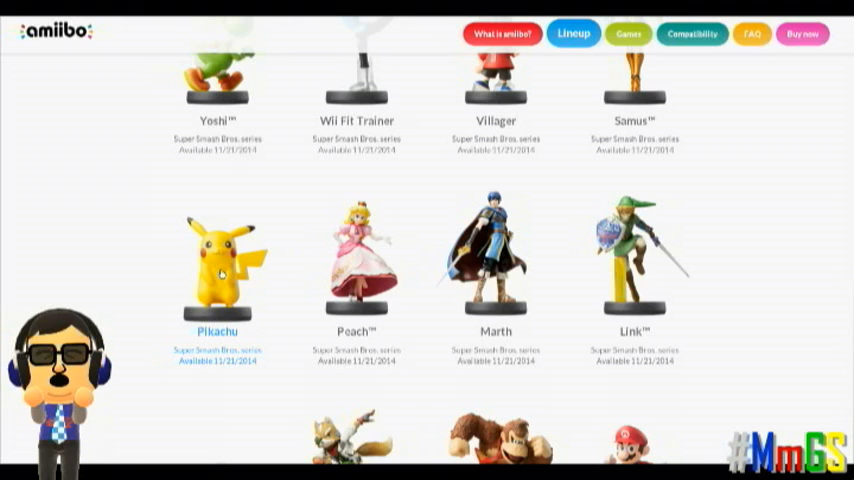 amiibo
What is amiibo?
Lineup
Games
Compatibility
FAQ
Buy now
Yoshi™
Wii Fit Trainer
Villager
Samus™
Super Smash Bros. series
Super Smash Bros. series
Super Smash Bros. series
Super Smash Bros. series
Available 11/21/2014
Available 11/21/2014
Available 11/21/2014
Available 11/21/2014
Pikachu
Peach™
Marth
Link™
Super Smash Bros. series
Super Smash Bros. series
Super Smash Bros. series
Super Smash Bros. series
Available 11/21/2014
Available 11/21/2014
Available 11/21/2014
Available 11/21/2014
#MmGS